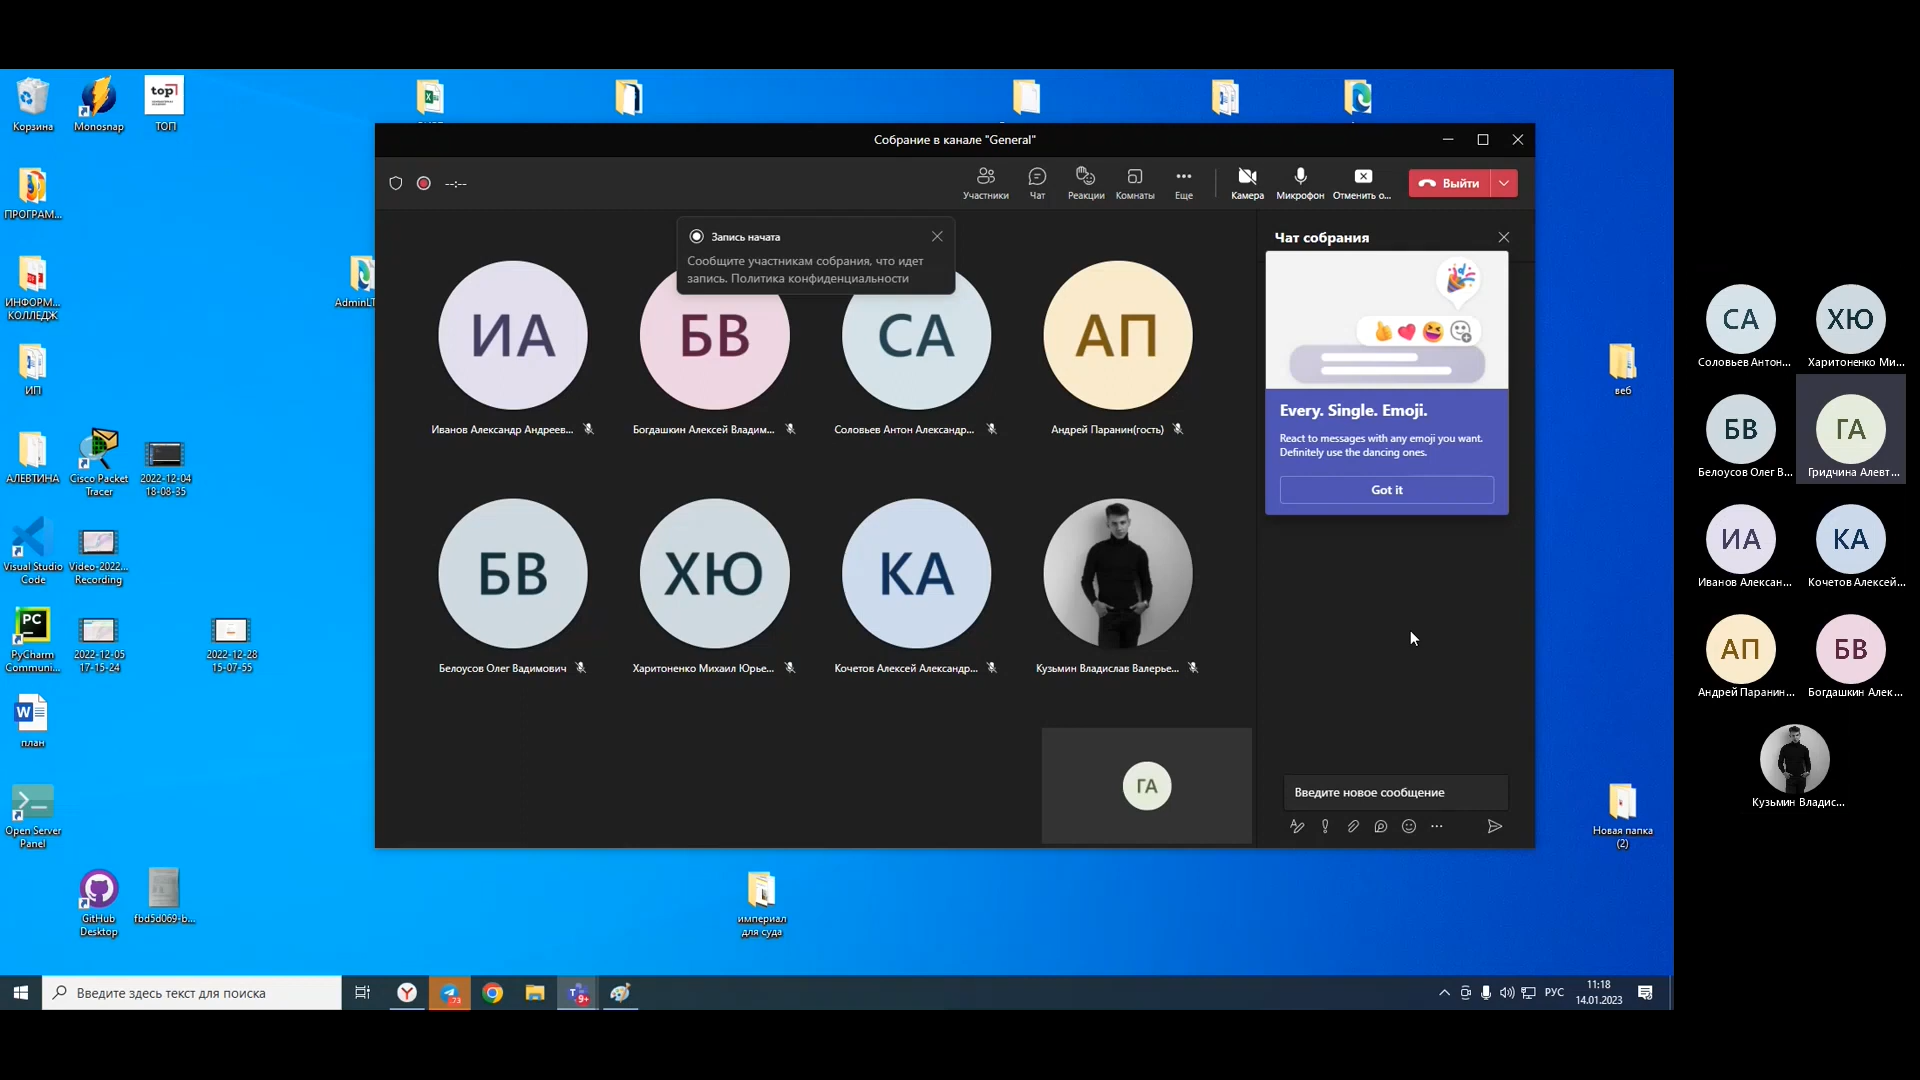 Корзина
Monosnap
top
ТОП
ПРОГРАМ...
ИНФОРМ...
КОЛЛЕДЖ
AdminLT
ИП
АЛЕВТИНА
Cisco Packet
Tracer
2022-12-04
18-08-35
Visual Studio
Code
Video-2022...
Recording
PC
PyCharm
Communi...
2022-12-05
17-15-24
2022-12-28
15-07-55
W
план
Open Server
Panel
GitHub
Desktop
fbd5d069-b...
империал
для суда
веб
Новая папка
(2)
Собрание в канале "General"
--:--
Участники
Чат
Реакции
Комнаты
Еще
Камера
Микрофон
Отменить о...
Выйти
Запись начата
Сообщите участникам собрания, что идет
запись. Политика конфиденциальности
ИА
БВ
СА
АП
Иванов Александр Андреев...
Богдашкин Алексей Владим...
Соловьев Антон Александр...
Андрей Паранин(гость)
БВ
ХЮ
КА
Белоусов Олег Вадимович
Харитоненко Михаил Юрье...
Кочетов Алексей Александр...
Кузьмин Владислав Валерье...
ГА
Чат собрания
Every. Single. Emoji.
React to messages with any emoji you want.
Definitely use the dancing ones.
Got it
Введите новое сообщение
СА
ХЮ
Соловьев Антон...
Харитоненко Ми...
БВ
ГА
Белоусов Олег В...
Гридчина Алевт...
ИА
КА
Иванов Алексан...
Кочетов Алексей...
АП
БВ
Андрей Паранин...
Богдашкин Алек...
Кузьмин Владис...
Введите здесь текст для поиска
Y
73
9+
РУС
11:18
14.01.2023